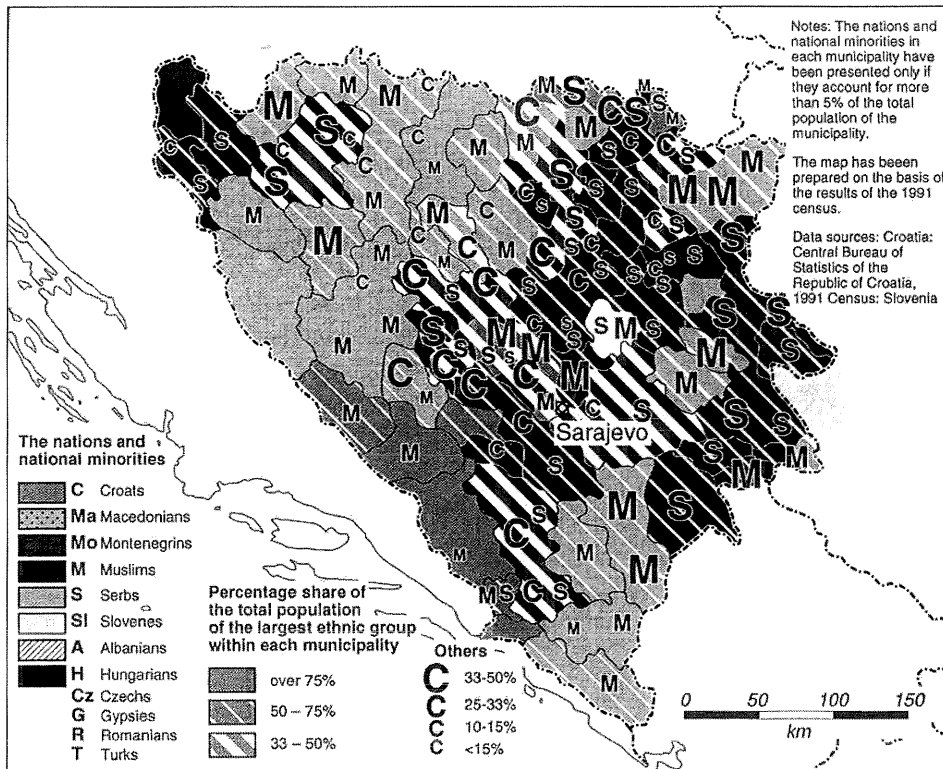 Notes: The nations and
national minorities in
each municipality have
been presented only if
they account for more
than 5% of the total
population of the
municipality.
The map has been
prepared on the basis of
the results of the 1991
census.
Data sources: Croatia:
Central Bureau of
Statistics of the
Republic of Croatia,
1991 Census: Slovenia
Sarajevo
The nations and
national minorities
C Croats
Ma Macedonians
Mo Montenegrins
M Muslims
S Serbs
Sl Slovenes
A Albanians
H Hungarians
Cz Czechs
G Gypsies
R Romanians
T Turks
Percentage share of
the total population
of the largest ethnic group
within each municipality
over 75%
50 – 75%
33 – 50%
Others
C 33-50%
C 25-33%
C 10-15%
C <15%
0 50 100 150
km